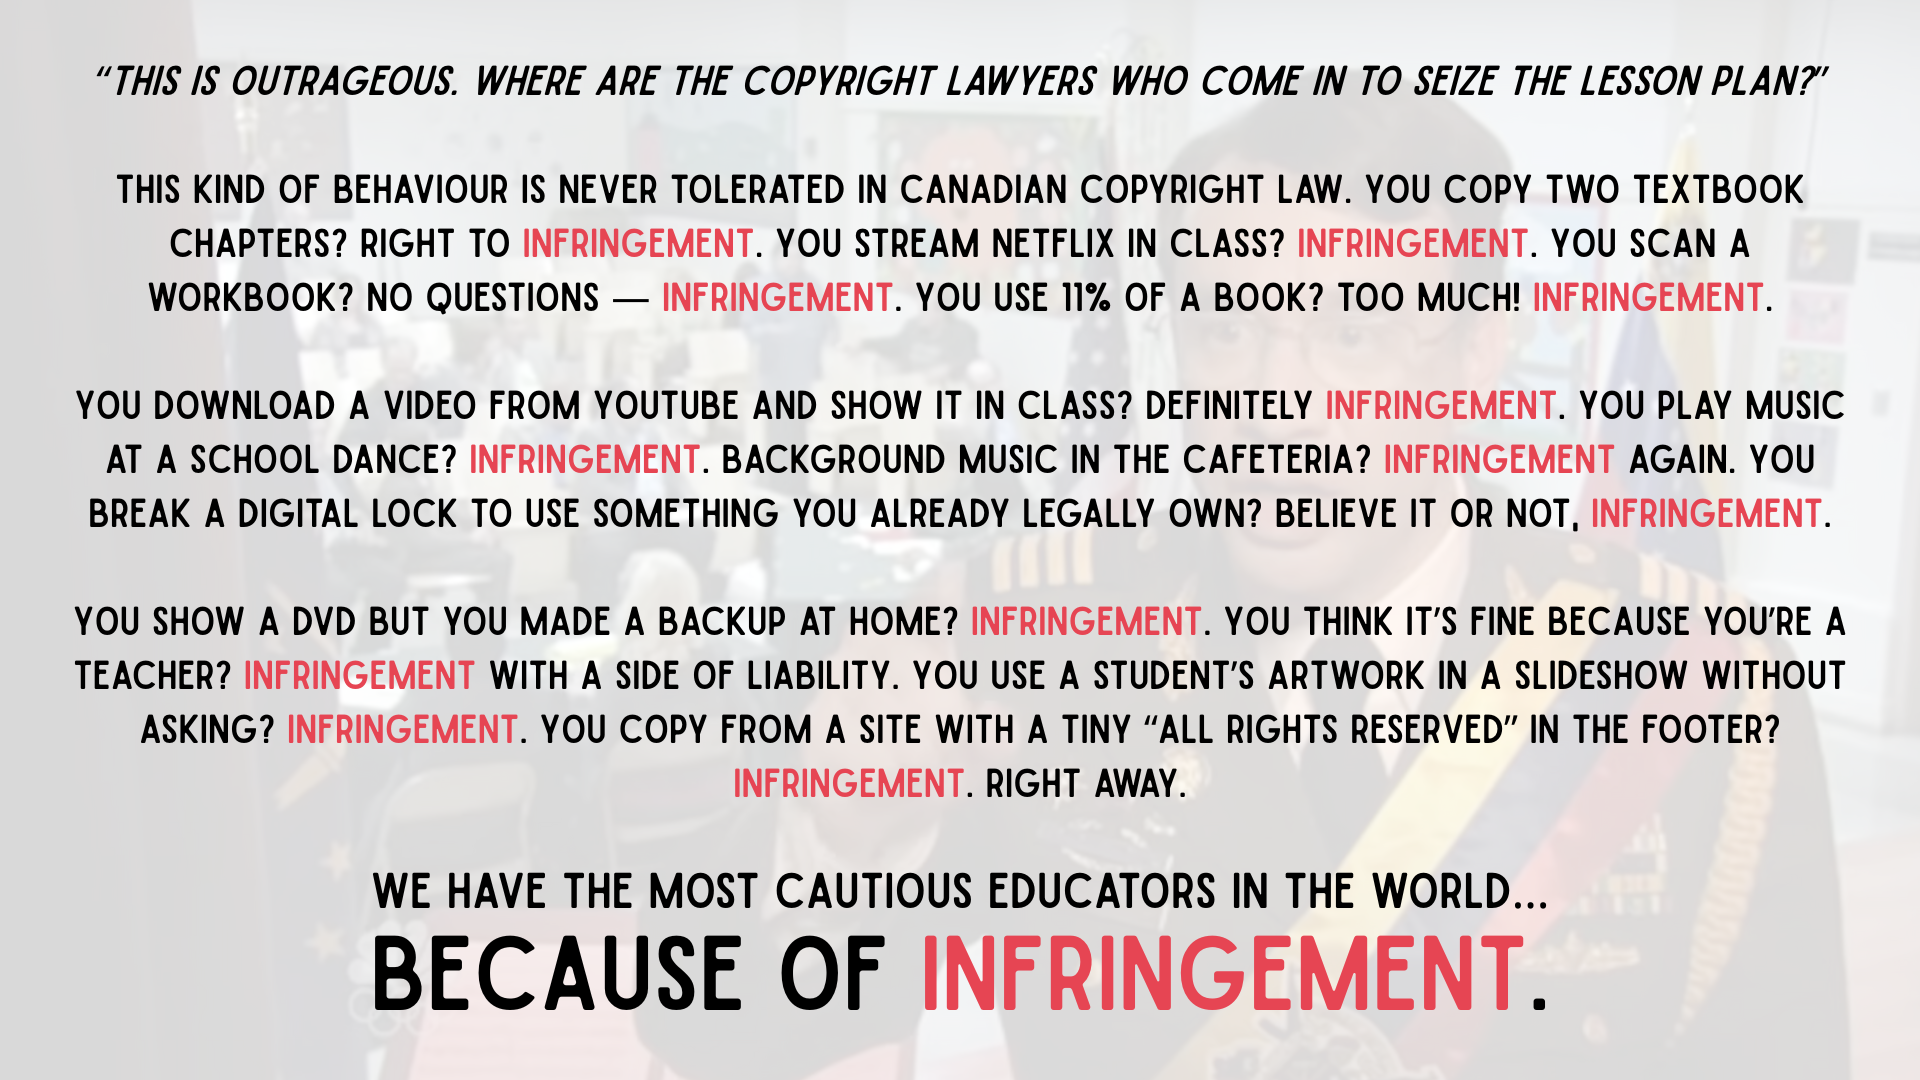 “THIS IS OUTRAGEOUS. WHERE ARE THE COPYRIGHT LAWYERS WHO COME IN TO SEIZE THE LESSON PLAN?”
THIS KIND OF BEHAVIOUR IS NEVER TOLERATED IN CANADIAN COPYRIGHT LAW. YOU COPY TWO TEXTBOOK
CHAPTERS? RIGHT TO INFRINGEMENT. YOU STREAM NETFLIX IN CLASS? INFRINGEMENT. YOU SCAN A
WORKBOOK? NO QUESTIONS — INFRINGEMENT. YOU USE 11% OF A BOOK? TOO MUCH! INFRINGEMENT.
YOU DOWNLOAD A VIDEO FROM YOUTUBE AND SHOW IT IN CLASS? DEFINITELY INFRINGEMENT. YOU PLAY MUSIC
AT A SCHOOL DANCE? INFRINGEMENT. BACKGROUND MUSIC IN THE CAFETERIA? INFRINGEMENT AGAIN. YOU
BREAK A DIGITAL LOCK TO USE SOMETHING YOU ALREADY LEGALLY OWN? BELIEVE IT OR NOT, INFRINGEMENT.
YOU SHOW A DVD BUT YOU MADE A BACKUP AT HOME? INFRINGEMENT. YOU THINK IT’S FINE BECAUSE YOU’RE A
TEACHER? INFRINGEMENT WITH A SIDE OF LIABILITY. YOU USE A STUDENT’S ARTWORK IN A SLIDESHOW WITHOUT
ASKING? INFRINGEMENT. YOU COPY FROM A SITE WITH A TINY “ALL RIGHTS RESERVED” IN THE FOOTER?
INFRINGEMENT. RIGHT AWAY.
WE HAVE THE MOST CAUTIOUS EDUCATORS IN THE WORLD...
BECAUSE OF INFRINGEMENT.